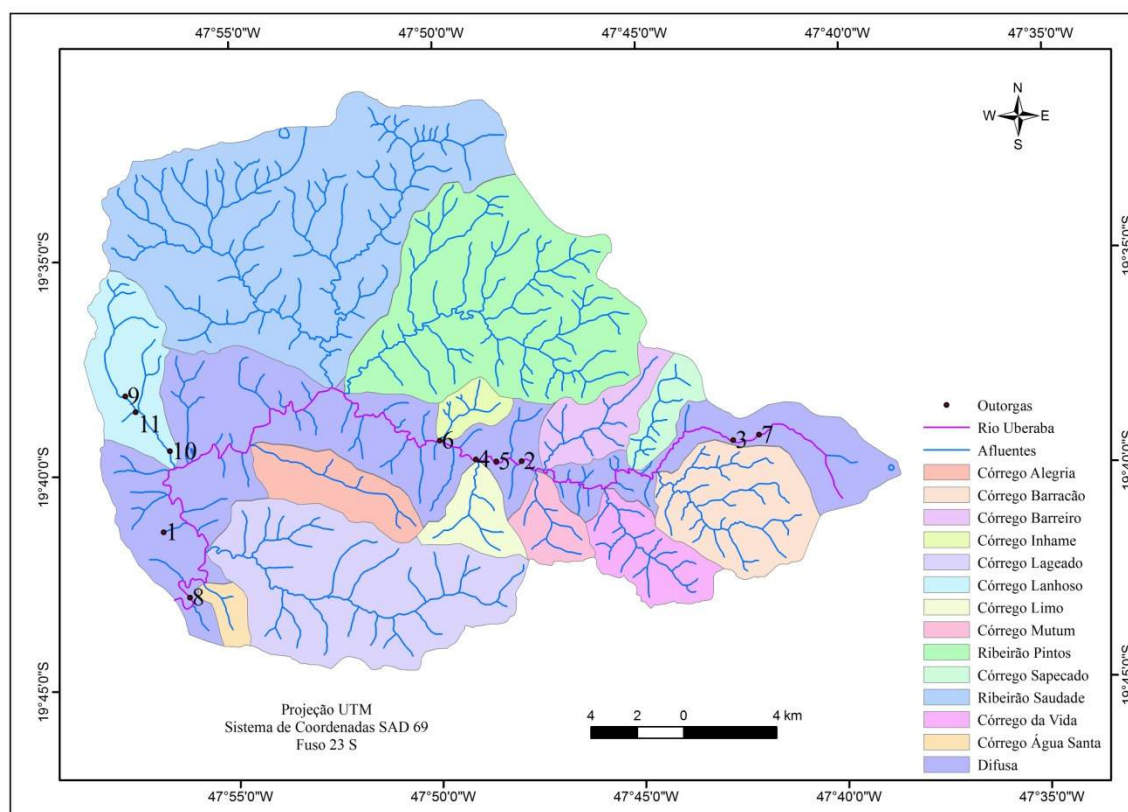 47°55'0"W 47°50'0"W 47°45'0"W 47°40'0"W 47°35'0"W
N
W E
S
19°35'0"S 19°35'0"S
9
11
10
6
4 5 2
3 7
19°40'0"S 19°40'0"S
1
8
19°45'0"S 19°45'0"S
Outorgas
Rio Uberaba
Afluentes
Córrego Alegria
Córrego Barracão
Córrego Barreiro
Córrego Inhame
Córrego Lageado
Córrego Lanhoso
Córrego Limo
Córrego Mutum
Ribeirão Pintos
Córrego Sapecado
Ribeirão Saudade
Córrego da Vida
Córrego Água Santa
Difusa
Projeção UTM
Sistema de Coordenadas SAD 69
Fuso 23 S
4 2 0 4 km
47°55'0"W 47°50'0"W 47°45'0"W 47°40'0"W 47°35'0"W